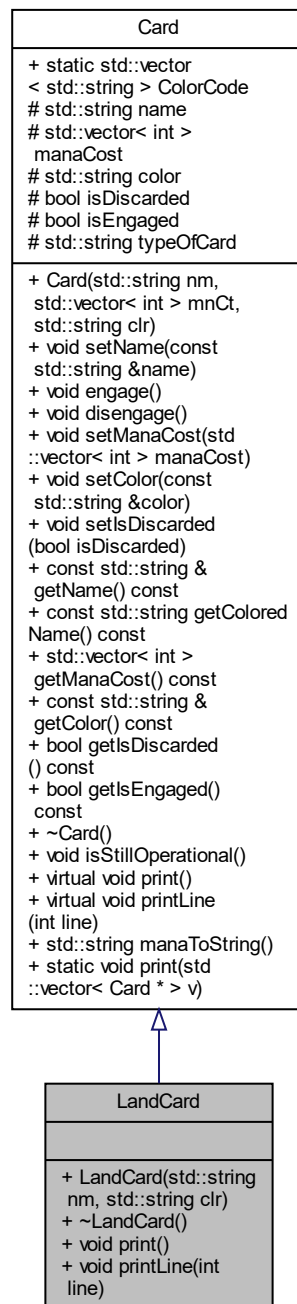 Card
+ static std::vector
< std::string > ColorCode
# std::string name
# std::vector< int >
manaCost
# std::string color
# bool isDiscarded
# bool isEngaged
# std::string typeOfCard
+ Card(std::string nm,
std::vector< int > mnCt,
std::string clr)
+ void setName(const
std::string &name)
+ void engage()
+ void disengage()
+ void setManaCost(std
::vector< int > manaCost)
+ void setColor(const
std::string &color)
+ void setIsDiscarded
(bool isDiscarded)
+ const std::string &
getName() const
+ const std::string getColored
Name() const
+ std::vector< int >
getManaCost() const
+ const std::string &
getColor() const
+ bool getIsDiscarded
() const
+ bool getIsEngaged()
const
+ ~Card()
+ void isStillOperational()
+ virtual void print()
+ virtual void printLine
(int line)
+ std::string manaToString()
+ static void print(std
::vector< Card * > v)
LandCard
+ LandCard(std::string
nm, std::string clr)
+ ~LandCard()
+ void print()
+ void printLine(int
line)